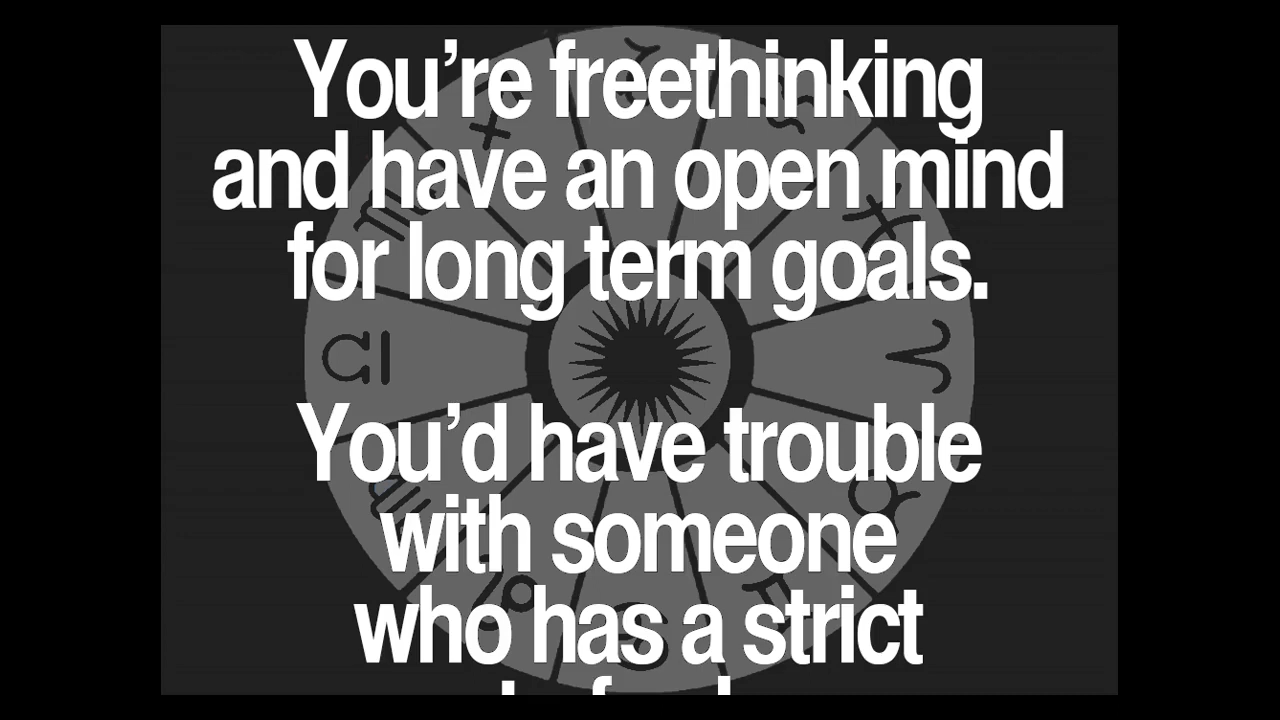 You're freethinking
and have an open mind
for long term goals.
You'd have trouble
with someone
who has a strict